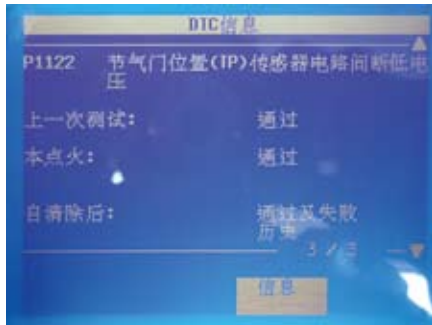 DTC信息
P1122 节气门位置(TP)传感器电路间断低电
压
上一次测试: 通过
本点火: 通过
自清除后: 通过及失败
历史
3 /
信息